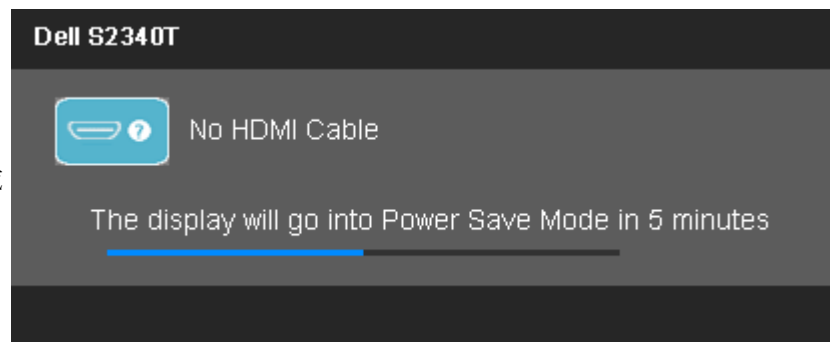 Dell S2340T
No HDMI Cable
The display will go into Power Save Mode in 5 minutes